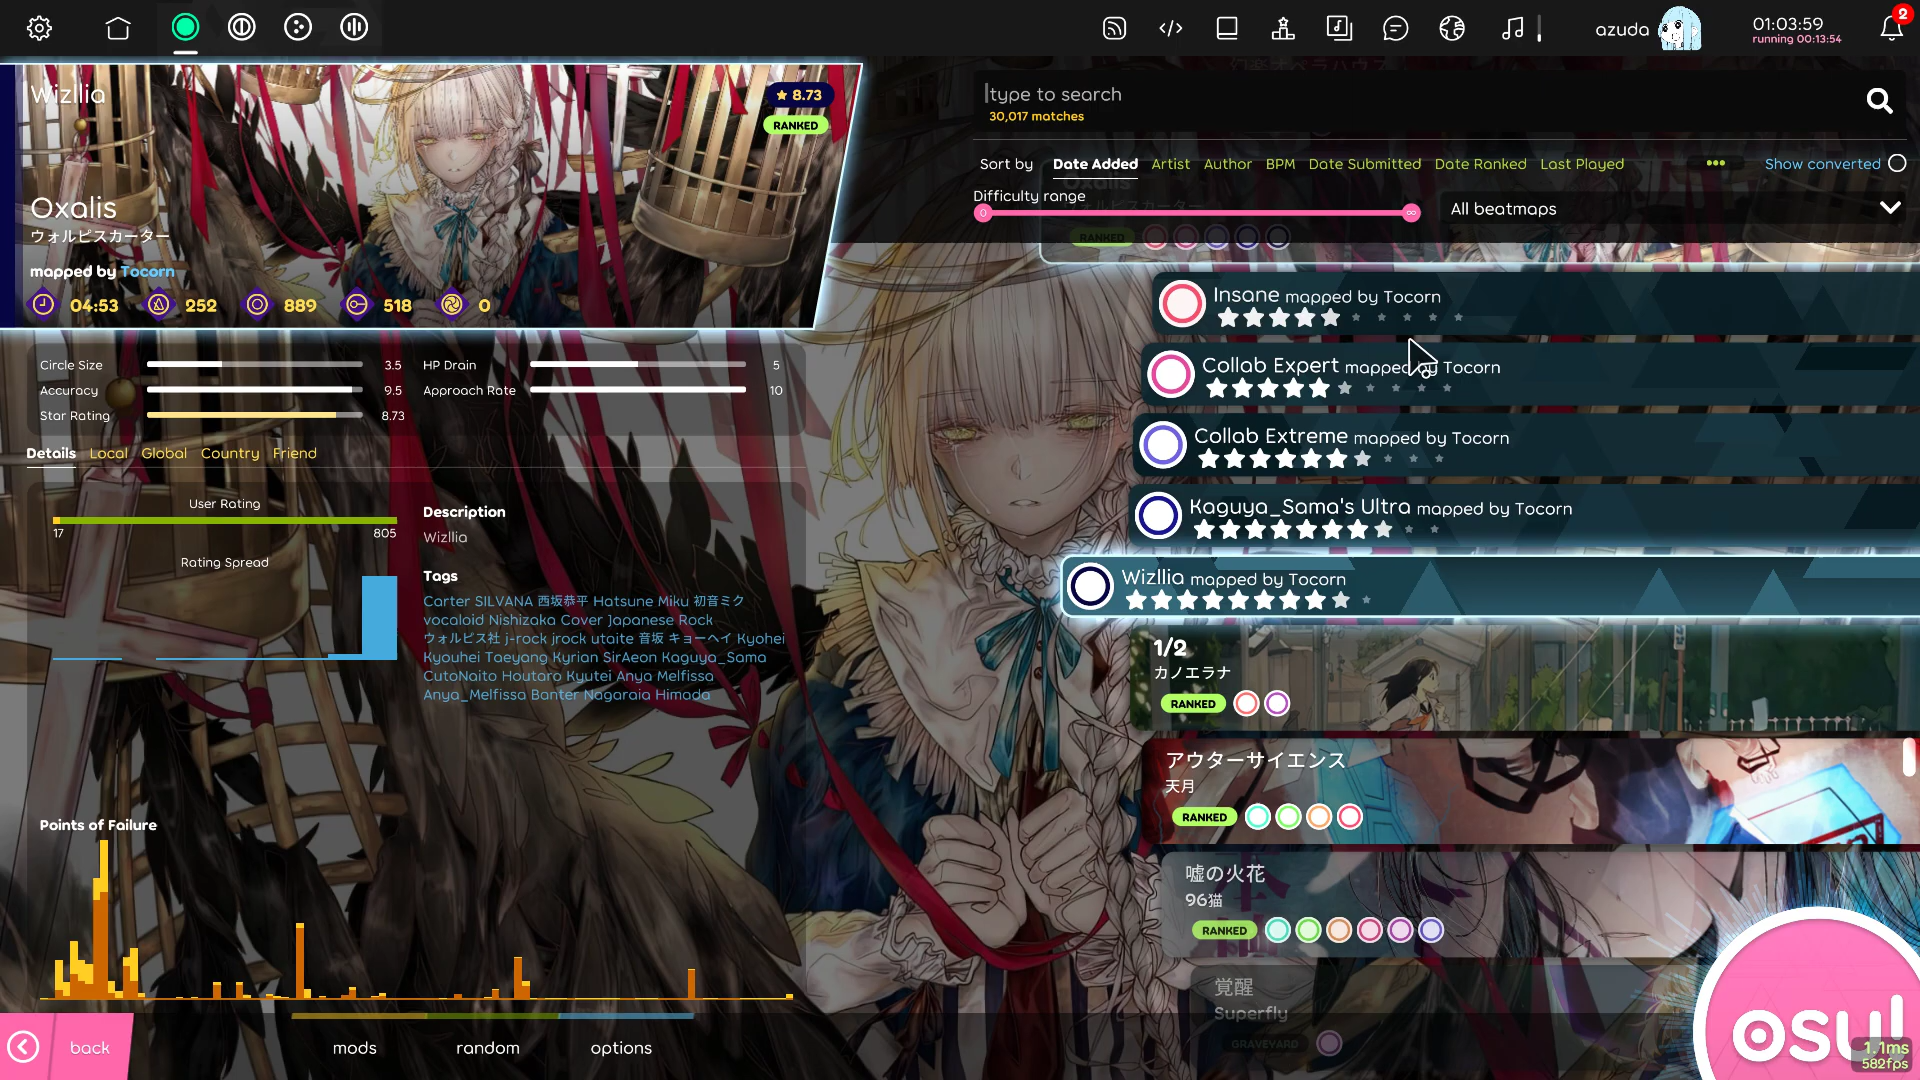 azuda
01:03:59
running 00:13:54
2
Wizllia
8.73
RANKED
Oxalis
ウォルピスカーター
mapped by Tocorn
04:53
252
889
518
0
type to search
30,017 matches
Sort by
Date Added
Artist
Author
BPM
Date Submitted
Date Ranked
Last Played
Show converted
Difficulty range
0
∞
All beatmaps
RANKED
Circle Size
3.5
HP Drain
5
Accuracy
9.5
Approach Rate
10
Star Rating
8.73
Details
Local
Global
Country
Friend
User Rating
17
805
Rating Spread
Description
Wizllia
Tags
Carter SILVANA 西坂恭平 Hatsune Miku 初音ミク
vocaloid Nishizaka Cover Japanese Rock
ウォルピス社 j-rock jrock utaite 音坂 キョーヘイ Kyohei
Kyouhei Taeyang Kyrian SirAeon Kaguya_Sama
CutoNaito Houtaro Kyutei Anya Melfissa
Anya_Melfissa Banter Nagaraia Himada
Points of Failure
Insane mapped by Tocorn
Collab Expert mapped by Tocorn
Collab Extreme mapped by Tocorn
Kaguya_Sama's Ultra mapped by Tocorn
Wizllia mapped by Tocorn
1/2
カノエラナ
RANKED
アウターサイエンス
天月
RANKED
嘘の火花
96猫
RANKED
覚醒
Superfly
GRAVEYARD
back
mods
random
options
osu!
1.1ms
582fps